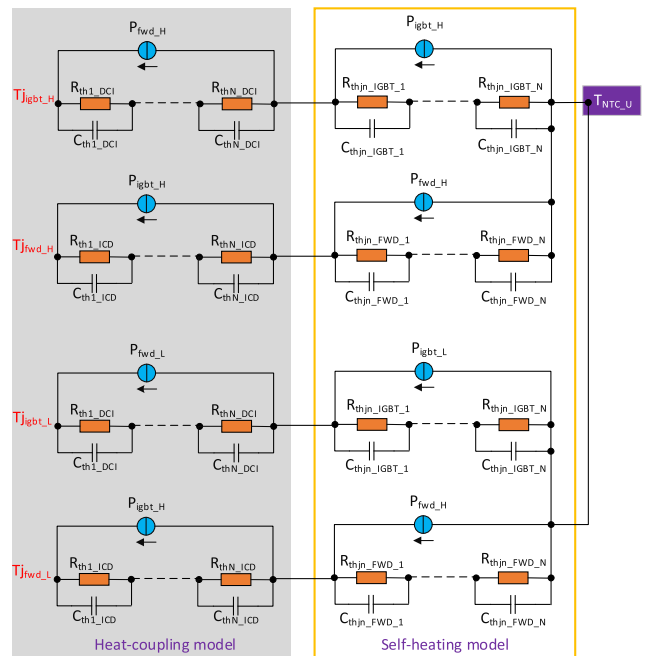 P_fwd_H P_igbt_H
Tj_igbt_H R_th1_DCI R_thN_DCI R_thjn_IGBT_1 R_thjn_IGBT_N T_NTC_U
C_th1_DCI C_thN_DCI C_thjn_IGBT_1 C_thjn_IGBT_N
P_igbt_H P_fwd_H
Tj_fwd_H R_th1_ICD R_thN_ICD R_thjn_FWD_1 R_thjn_FWD_N
C_th1_ICD C_thN_ICD C_thjn_FWD_1 C_thjn_FWD_N
P_fwd_L P_igbt_L
Tj_igbt_L R_th1_DCI R_thN_DCI R_thjn_IGBT_1 R_thjn_IGBT_N
C_th1_DCI C_thN_DCI C_thjn_IGBT_1 C_thjn_IGBT_N
P_igbt_H P_fwd_H
Tj_fwd_L R_th1_ICD R_thN_ICD R_thjn_FWD_1 R_thjn_FWD_N
C_th1_ICD C_thN_ICD C_thjn_FWD_1 C_thjn_FWD_N
Heat-coupling model Self-heating model